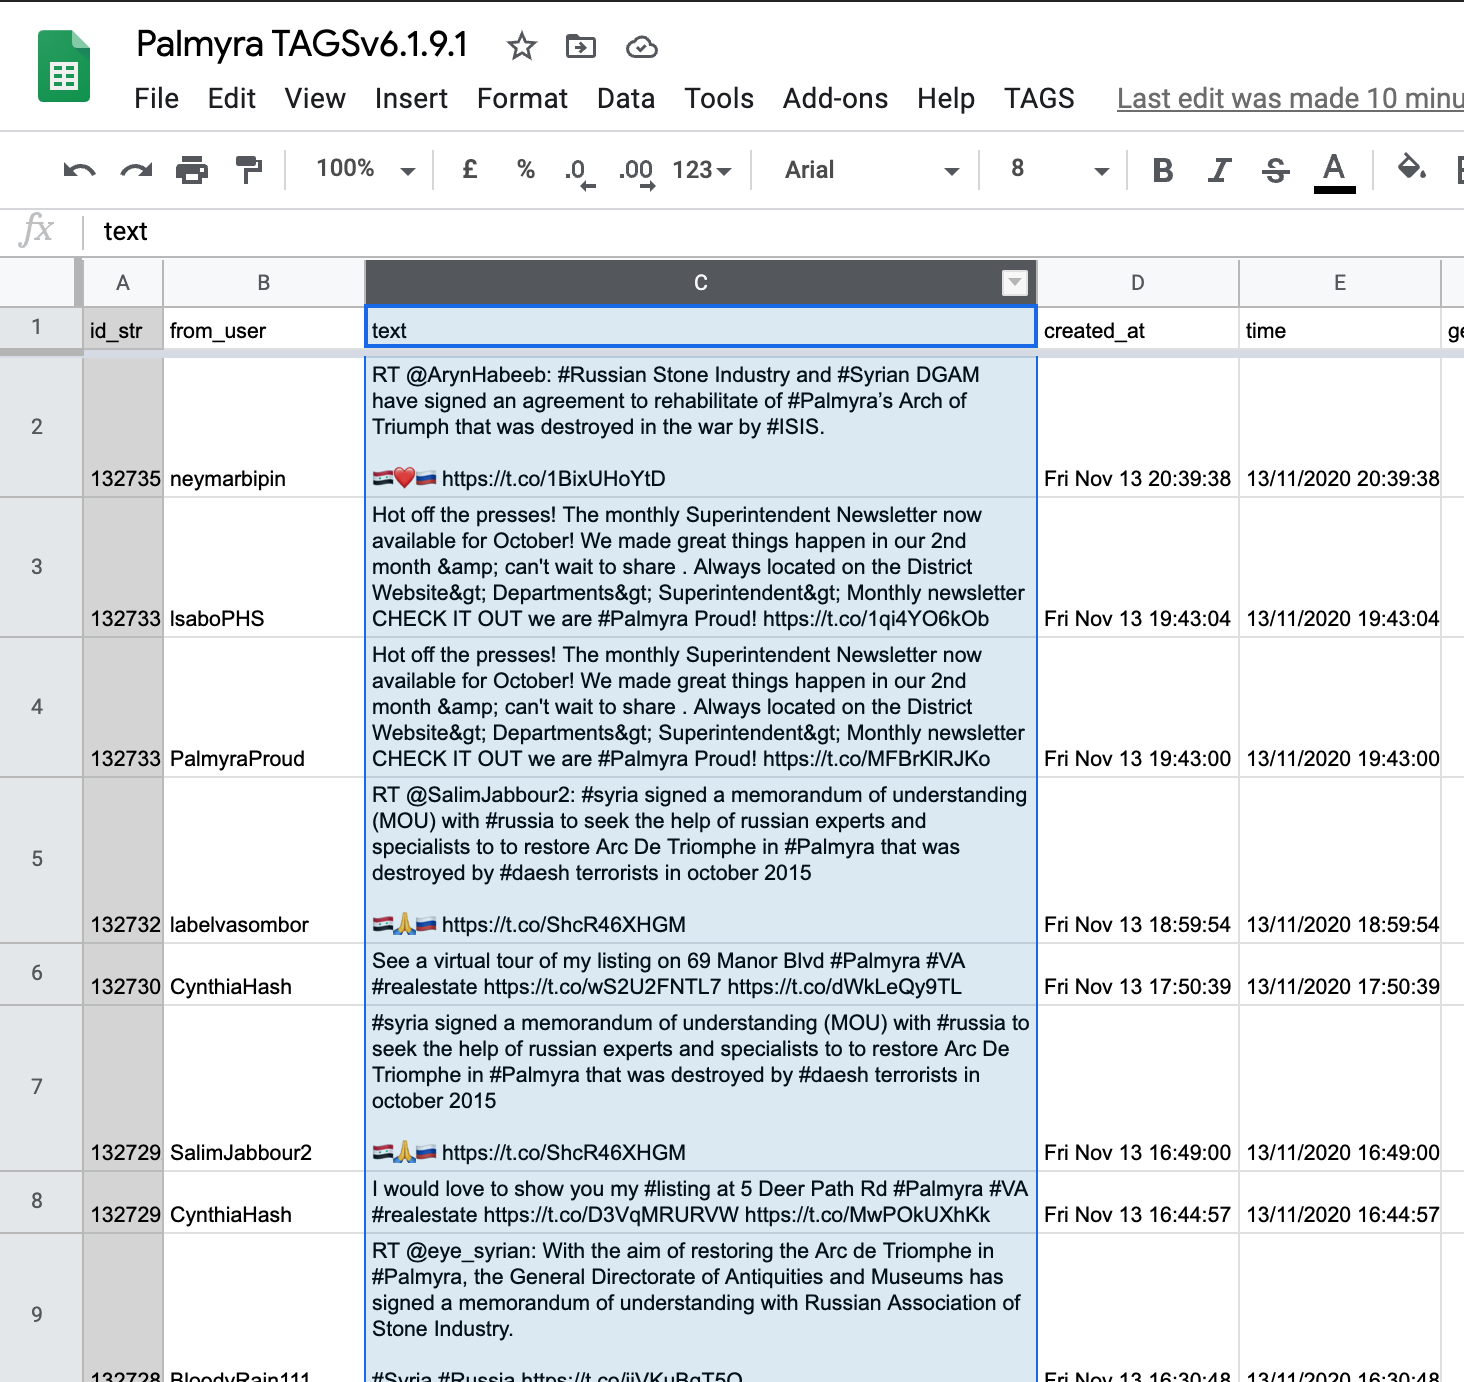 Palmyra TAGSv6.1.9.1
File Edit View Insert Format Data Tools Add-ons Help TAGS Last edit was made 10 minu
100% £ % .0 .00 123 Arial 8 B I S A
fx text
A B C D E
1 id_str from_user text created_at time
RT @ArynHabeeb: #Russian Stone Industry and #Syrian DGAM
have signed an agreement to rehabilitate of #Palmyra’s Arch of
Triumph that was destroyed in the war by #ISIS.
2
132735 neymarbipin 🇸🇾❤️🇷🇺 https://t.co/1BixUHoYtD Fri Nov 13 20:39:38 13/11/2020 20:39:38
Hot off the presses! The monthly Superintendent Newsletter now
available for October! We made great things happen in our 2nd
3 month &amp; can't wait to share . Always located on the District
Website&gt; Departments&gt; Superintendent&gt; Monthly newsletter
132733 IsaboPHS CHECK IT OUT we are #Palmyra Proud! https://t.co/1qi4YO6kOb Fri Nov 13 19:43:04 13/11/2020 19:43:04
Hot off the presses! The monthly Superintendent Newsletter now
available for October! We made great things happen in our 2nd
4 month &amp; can't wait to share . Always located on the District
Website&gt; Departments&gt; Superintendent&gt; Monthly newsletter
132733 PalmyraProud CHECK IT OUT we are #Palmyra Proud! https://t.co/MFBrKlRJKo Fri Nov 13 19:43:00 13/11/2020 19:43:00
RT @SalimJabbour2: #syria signed a memorandum of understanding
(MOU) with #russia to seek the help of russian experts and
5 specialists to to restore Arc De Triomphe in #Palmyra that was
destroyed by #daesh terrorists in october 2015
132732 labelvasombor 🇸🇾🙏🇷🇺 https://t.co/ShcR46XHGM Fri Nov 13 18:59:54 13/11/2020 18:59:54
6 See a virtual tour of my listing on 69 Manor Blvd #Palmyra #VA
132730 CynthiaHash #realestate https://t.co/wS2U2FNTL7 https://t.co/dWkLeQy9TL Fri Nov 13 17:50:39 13/11/2020 17:50:39
#syria signed a memorandum of understanding (MOU) with #russia to
seek the help of russian experts and specialists to to restore Arc De
7 Triomphe in #Palmyra that was destroyed by #daesh terrorists in
october 2015
132729 SalimJabbour2 🇸🇾🙏🇷🇺 https://t.co/ShcR46XHGM Fri Nov 13 16:49:00 13/11/2020 16:49:00
8 I would love to show you my #listing at 5 Deer Path Rd #Palmyra #VA
132729 CynthiaHash #realestate https://t.co/D3VqMRURVW https://t.co/MwPOkUXhKk Fri Nov 13 16:44:57 13/11/2020 16:44:57
RT @eye_syrian: With the aim of restoring the Arc de Triomphe in
#Palmyra, the General Directorate of Antiquities and Museums has
9 signed a memorandum of understanding with Russian Association of
Stone Industry.
132728 BloodyRain111 #Syria #Russia Fri Nov 13 16:30:48 13/11/2020 16:30:48